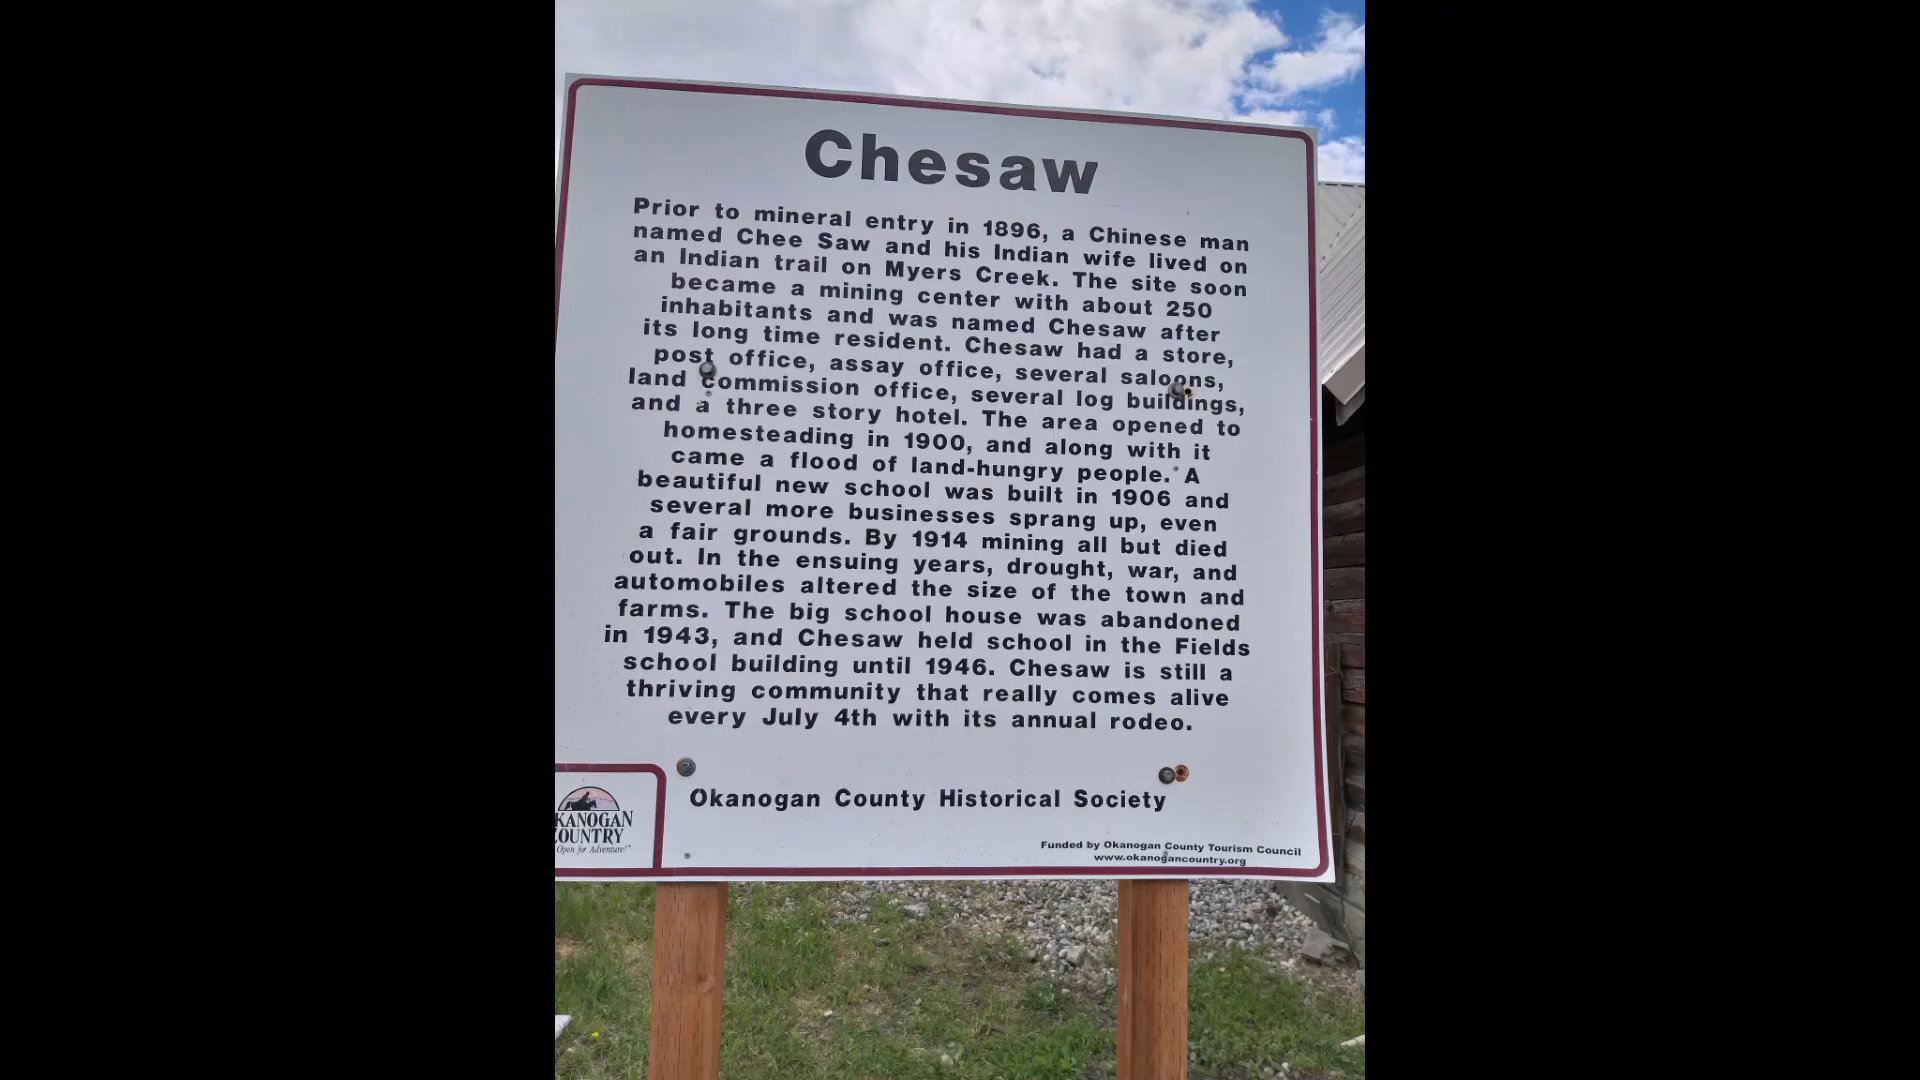 Chesaw
Prior to mineral entry in 1896, a Chinese man
named Chee Saw and his Indian wife lived on
an Indian trail on Myers Creek. The site soon
became a mining center with about 250
inhabitants and was named Chesaw after
its long time resident. Chesaw had a store,
post office, assay office, several saloons,
land commission office, several log buildings,
and a three story hotel. The area opened to
homesteading in 1900, and along with it
came a flood of land-hungry people. A
beautiful new school was built in 1906 and
several more businesses sprang up, even
a fair grounds. By 1914 mining all but died
out. In the ensuing years, drought, war, and
automobiles altered the size of the town and
farms. The big school house was abandoned
in 1943, and Chesaw held school in the Fields
school building until 1946. Chesaw is still a
thriving community that really comes alive
every July 4th with its annual rodeo.
Okanogan County Historical Society
KANOGAN
COUNTRY
Open for Adventure!™
Funded by Okanogan County Tourism Council
www.okanogancountry.org